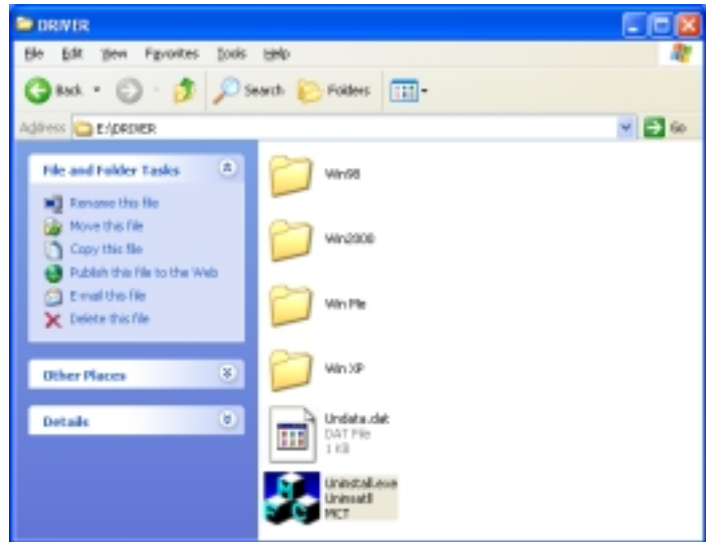 DRIVER
File Edit View Favorites Tools Help
Back Search Folders
Address E:\DRIVER Go
File and Folder Tasks
Rename this file
Move this file
Copy this file
Publish this file to the Web
E-mail this file
Delete this file
Other Places
Details
Win98
Win2000
Win Me
Win XP
Undata.dat
DAT File
1 KB
Uninstall.exe
Uninsatll
MCT